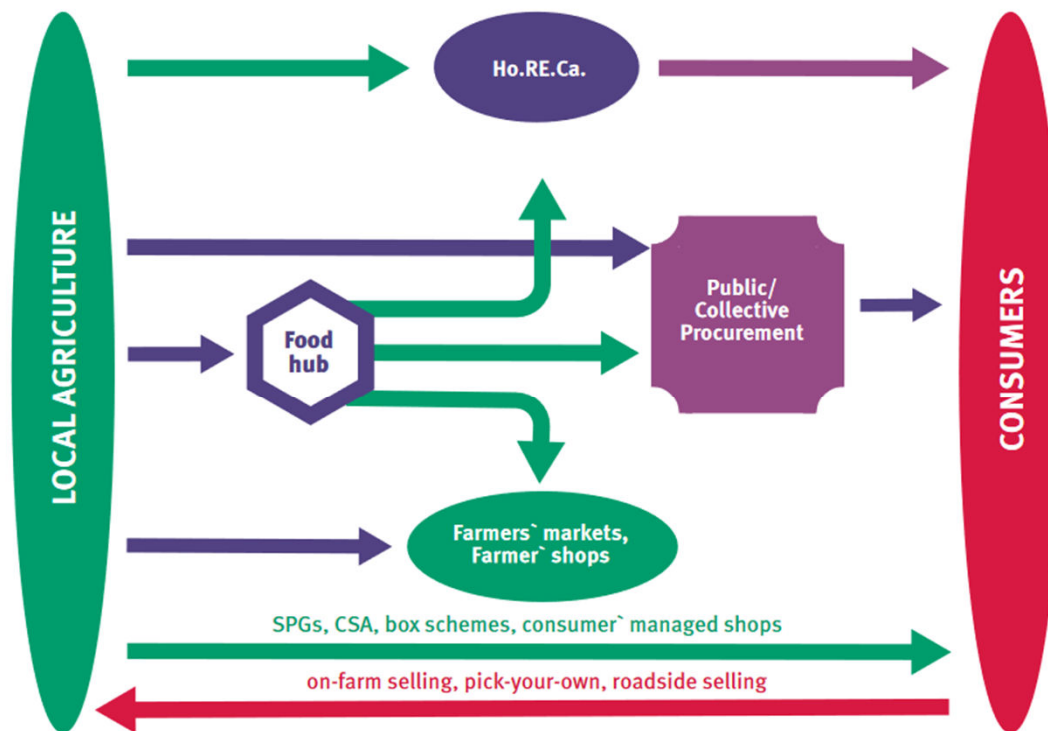 Ho.RE.Ca.
LOCAL AGRICULTURE
CONSUMERS
Public/
Collective
Procurement
Food
hub
Farmers` markets,
Farmer` shops
SPGs, CSA, box schemes, consumer` managed shops
on-farm selling, pick-your-own, roadside selling